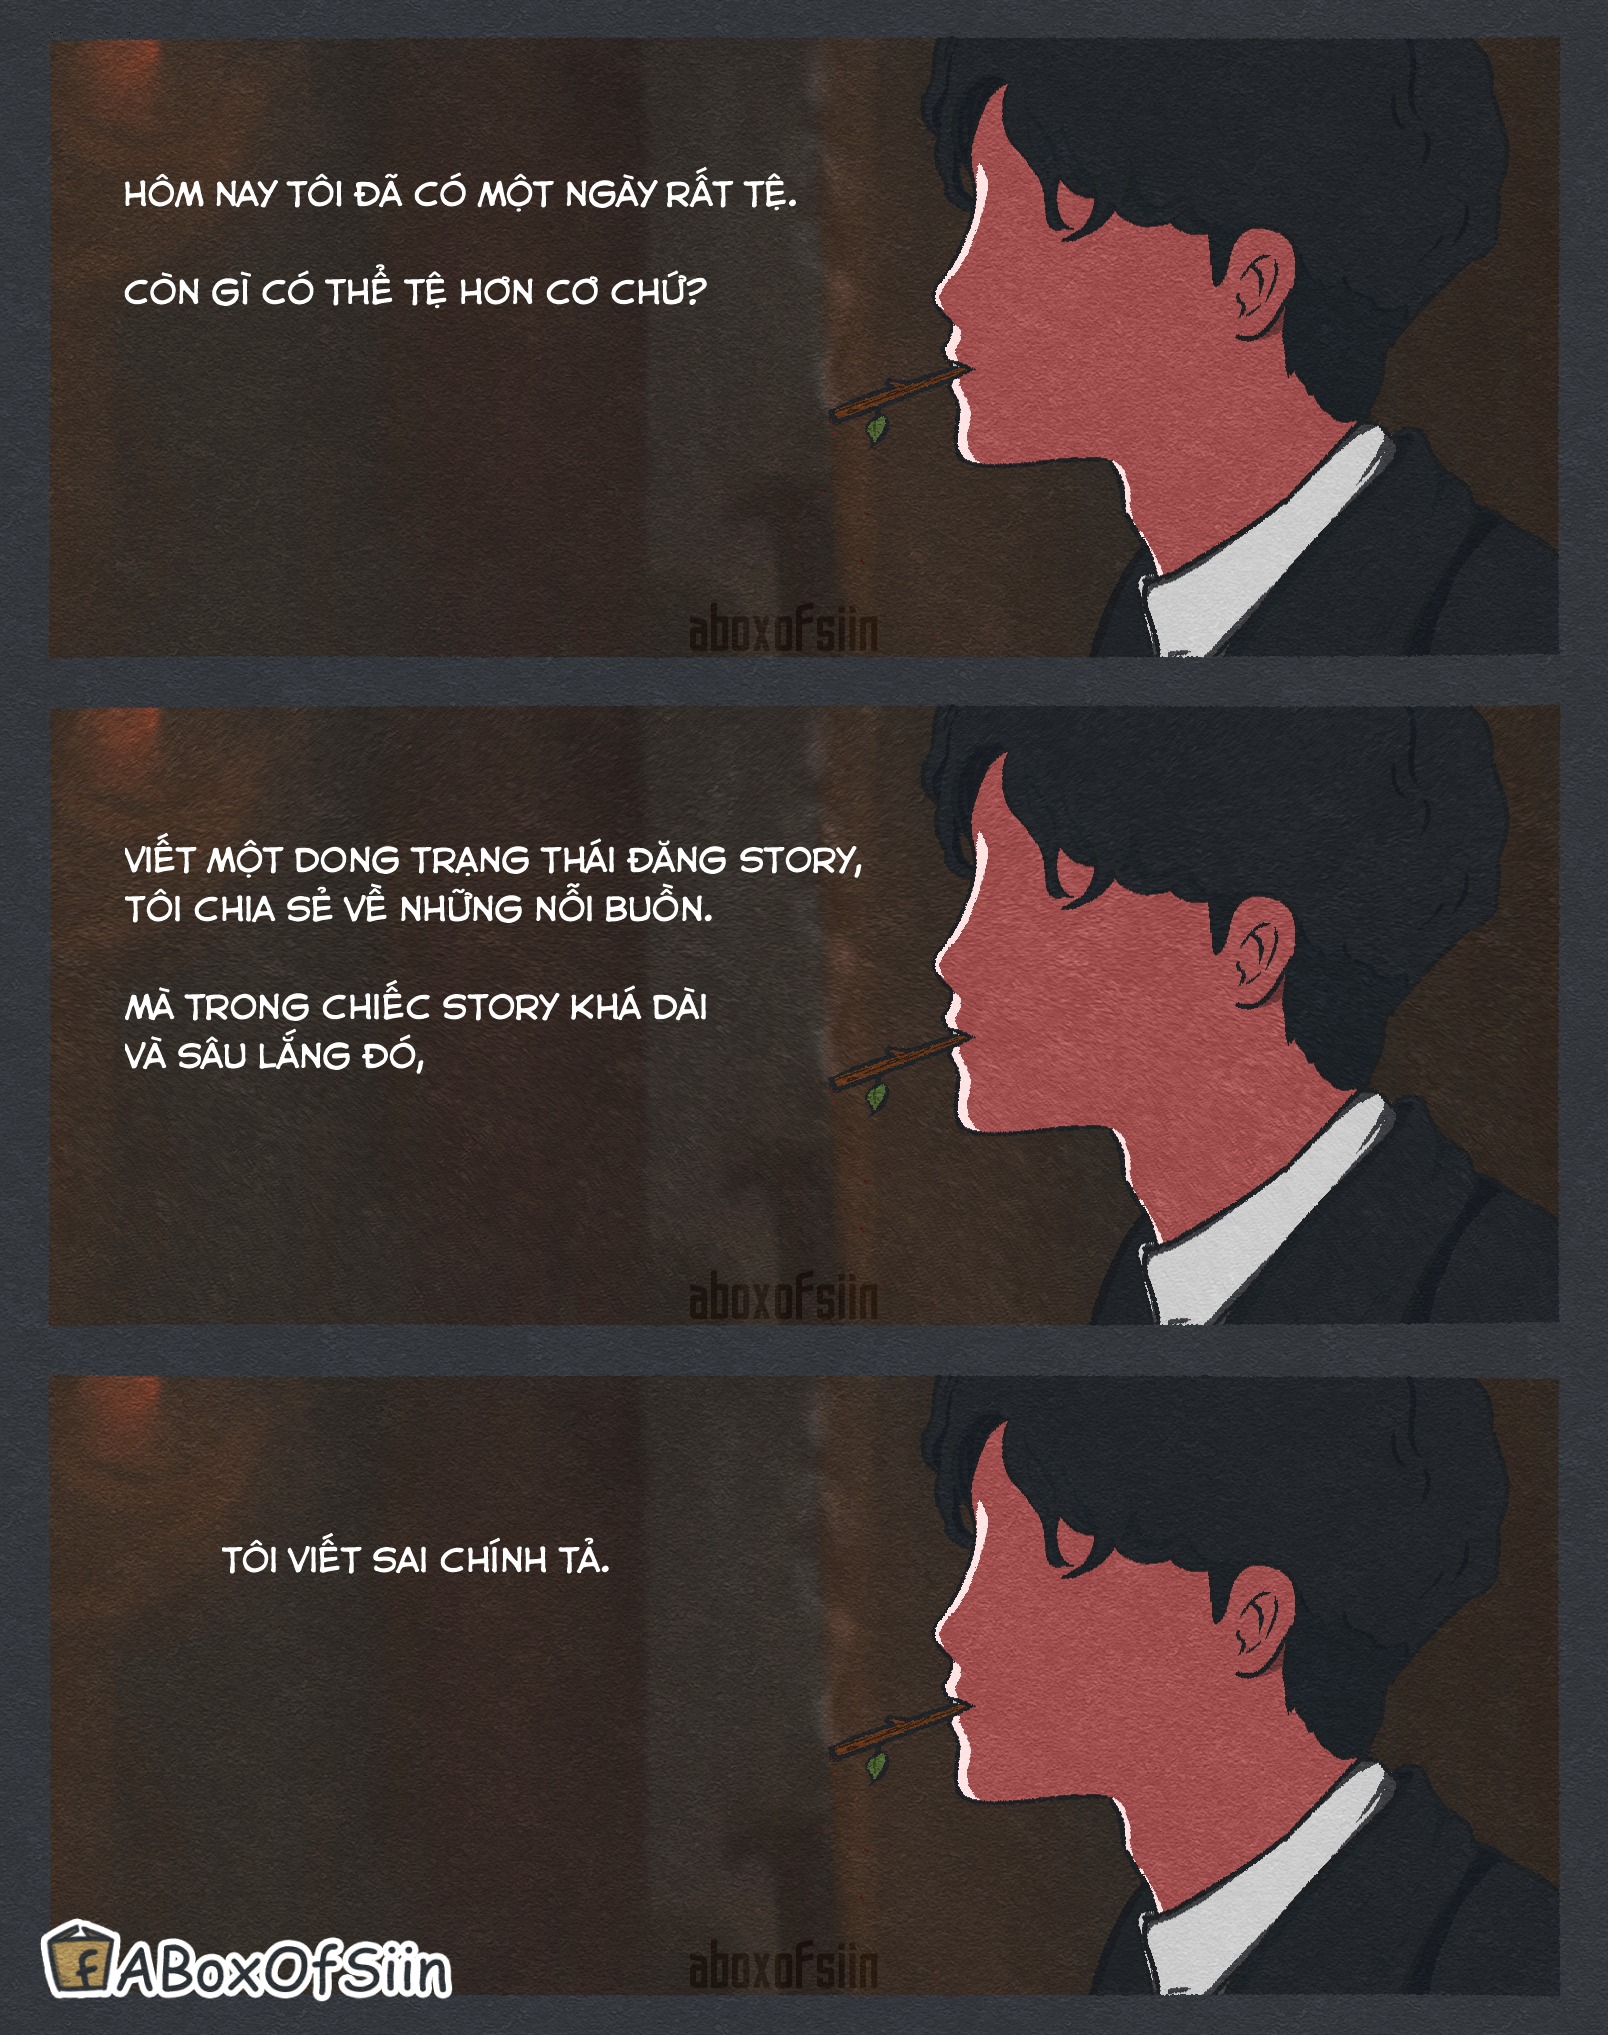 HÔM NAY TÔI ĐÃ CÓ MỘT NGÀY RẤT TỆ.
CÒN GÌ CÓ THỂ TỆ HƠN CƠ CHỨ?
aboxofsiin
VIẾT MỘT DONG TRẠNG THÁI ĐĂNG STORY,
TÔI CHIA SẺ VỀ NHỮNG NỖI BUỒN.
MÀ TRONG CHIẾC STORY KHÁ DÀI
VÀ SÂU LẮNG ĐÓ,
aboxofsiin
TÔI VIẾT SAI CHÍNH TẢ.
f ABoxOfSiin
aboxofsiin